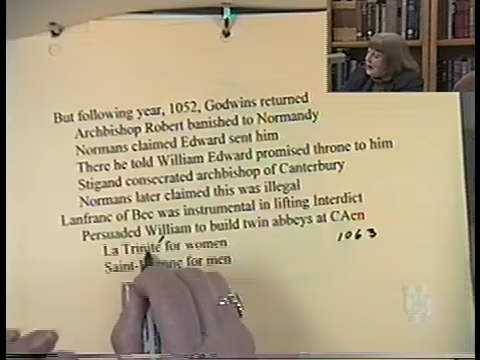 But following year, 1052, Godwins returned
Archbishop Robert banished to Normandy
Normans claimed Edward sent him
There he told William Edward promised throne to him
Stigand consecrated archbishop of Canterbury
Normans later claimed this was illegal
Lanfranc of Bec was instrumental in lifting Interdict
Persuaded William to build twin abbeys at CAen
1063
La Trinité for women
Saint- for men